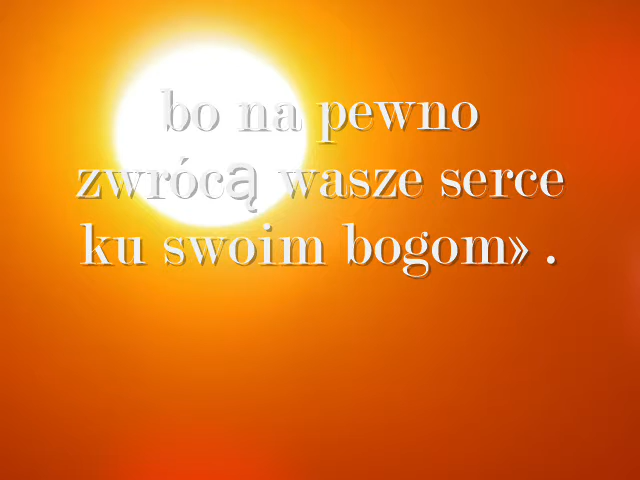 bo na pewno
zwrócą wasze serce
ku swoim bogom» .